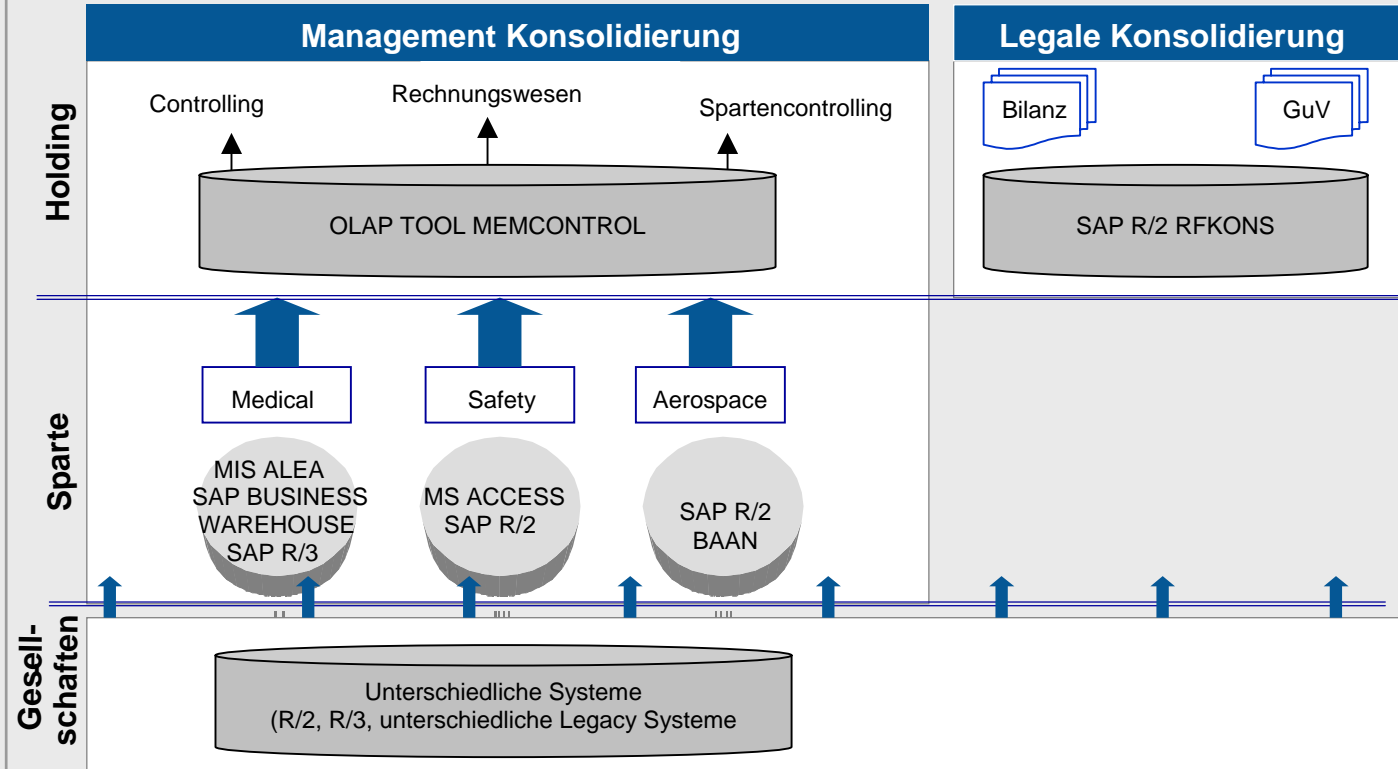 Management Konsolidierung
Legale Konsolidierung
Holding
Controlling
Rechnungswesen
Spartencontrolling
Bilanz
GuV
OLAP TOOL MEMCONTROL
SAP R/2 RFKONS
Sparte
Medical
Safety
Aerospace
MIS ALEA
SAP BUSINESS
WAREHOUSE
SAP R/3
MS ACCESS
SAP R/2
SAP R/2
BAAN
Gesell-
schaften
Unterschiedliche Systeme
(R/2, R/3, unterschiedliche Legacy Systeme